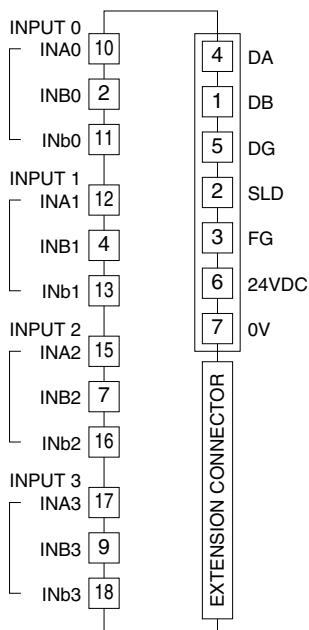 INPUT 0
INA0 10
INB0 2
INb0 11
INPUT 1
INA1 12
INB1 4
INb1 13
INPUT 2
INA2 15
INB2 7
INb2 16
INPUT 3
INA3 17
INB3 9
INb3 18
4 DA
1 DB
5 DG
2 SLD
3 FG
6 24VDC
7 0V
EXTENSION CONNECTOR